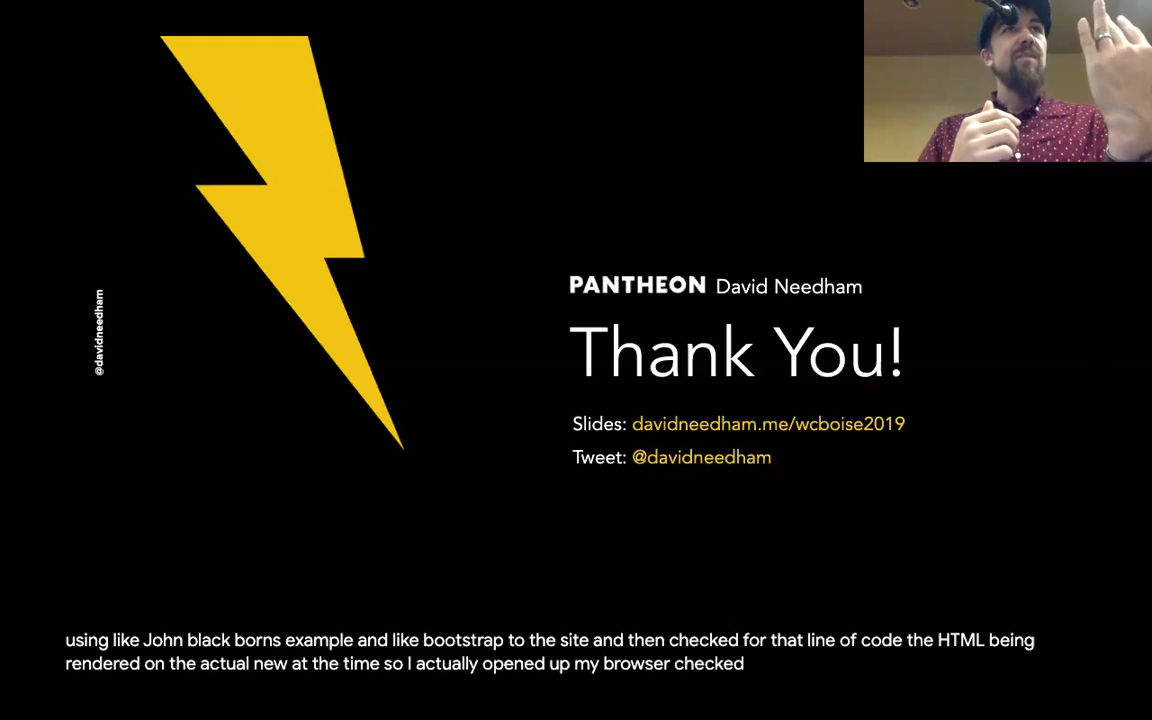 @davidneedham
PANTHEON David Needham
Thank You!
Slides: davidneedham.me/wcboise2019
Tweet: @davidneedham
using like John black borns example and like bootstrap to the site and then checked for that line of code the HTML being
rendered on the actual new at the time so I actually opened up my browser checked